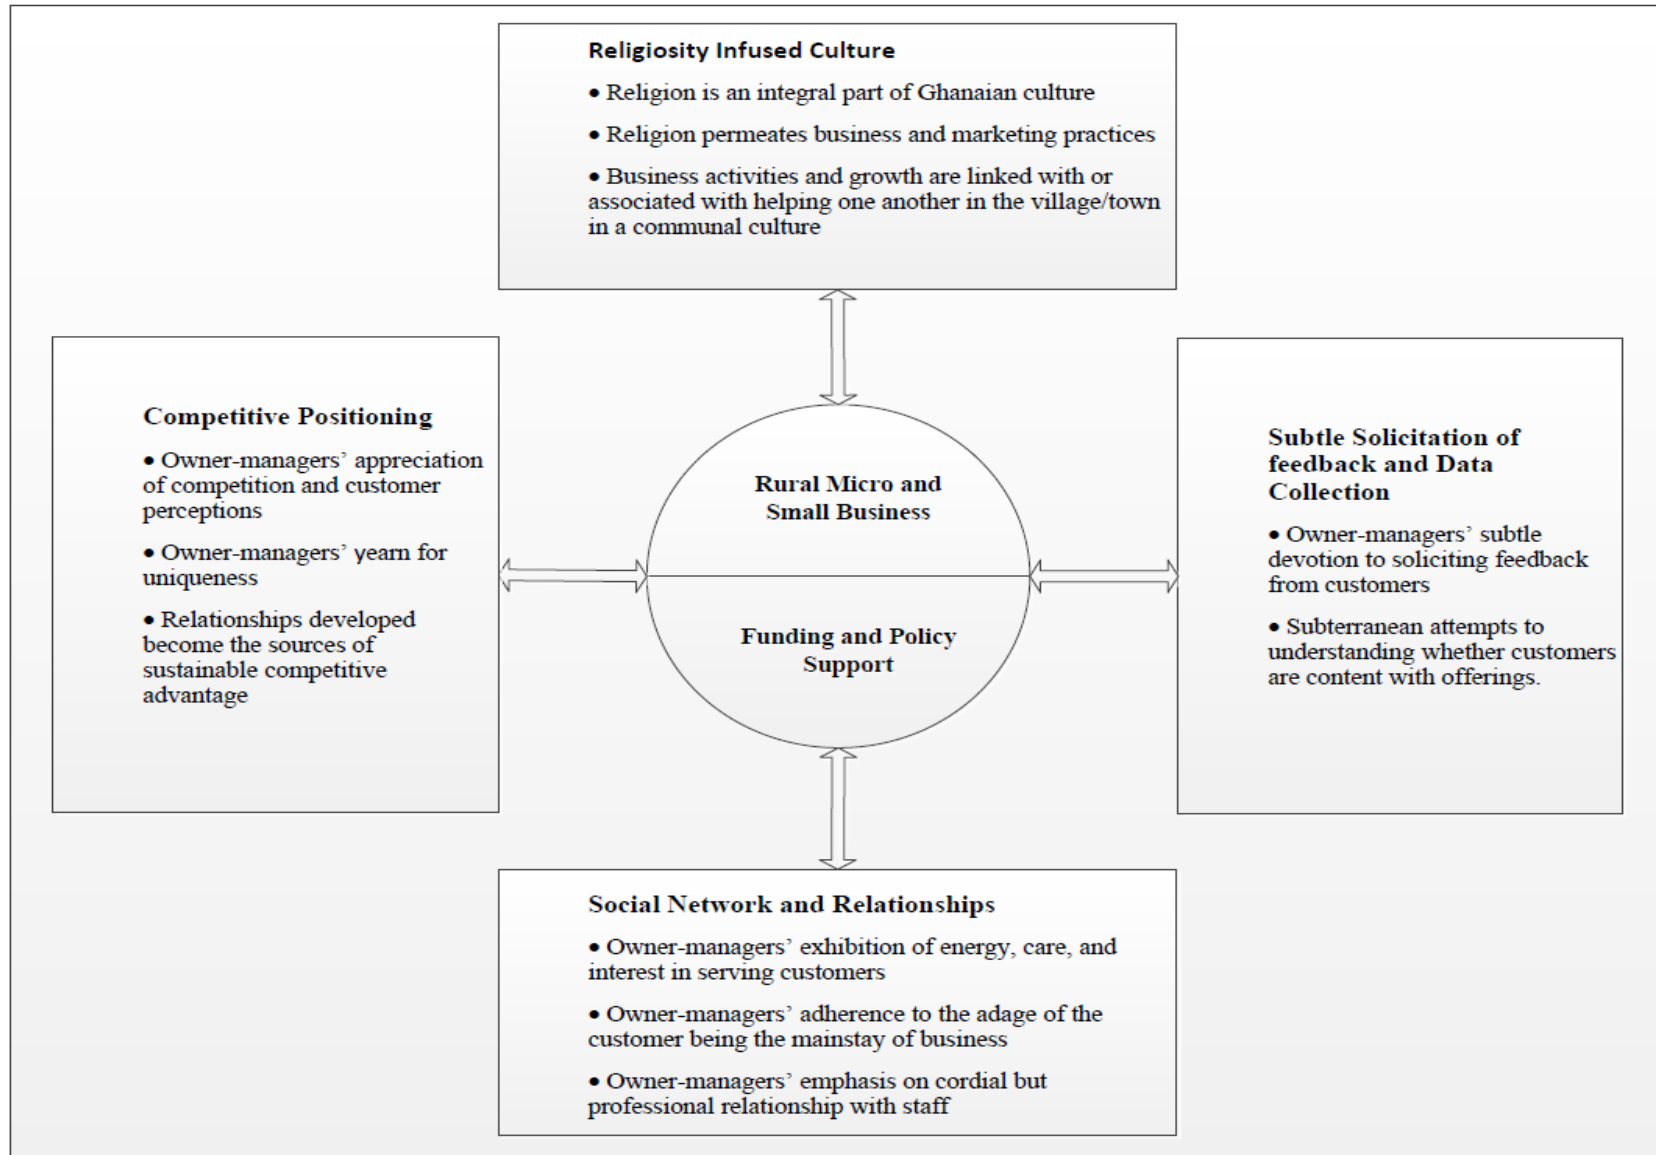 Religiosity Infused Culture
• Religion is an integral part of Ghanaian culture
• Religion permeates business and marketing practices
• Business activities and growth are linked with or
associated with helping one another in the village/town
in a communal culture
Competitive Positioning
• Owner-managers’ appreciation
of competition and customer
perceptions
• Owner-managers’ yearn for
uniqueness
• Relationships developed
become the sources of
sustainable competitive
advantage
Rural Micro and
Small Business
Funding and Policy
Support
Subtle Solicitation of
feedback and Data
Collection
• Owner-managers’ subtle
devotion to soliciting feedback
from customers
• Subterranean attempts to
understanding whether customers
are content with offerings.
Social Network and Relationships
• Owner-managers’ exhibition of energy, care, and
interest in serving customers
• Owner-managers’ adherence to the adage of the
customer being the mainstay of business
• Owner-managers’ emphasis on cordial but
professional relationship with staff